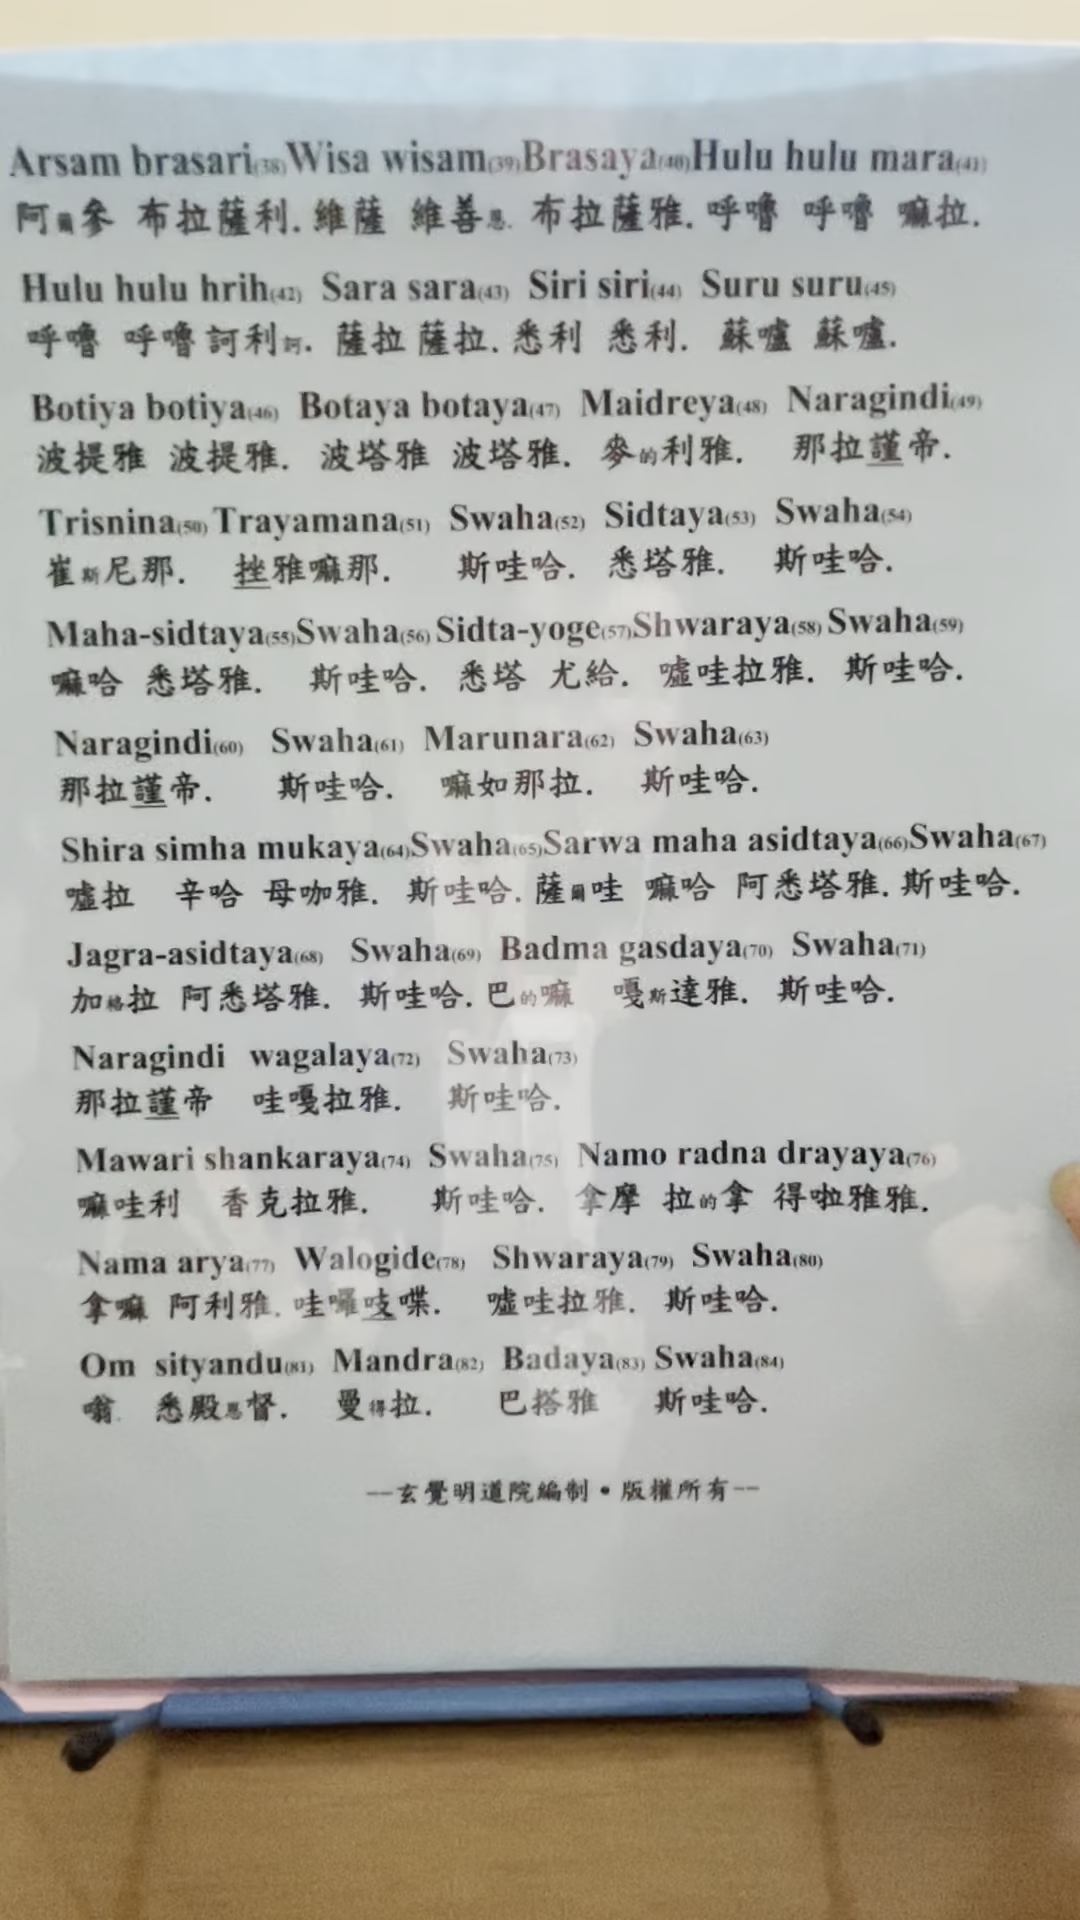 Arsam brasari(38)Wisa wisam(39)Brasaya(40)Hulu hulu mara(41)
阿爾參 布拉薩利. 維薩 維善恩. 布拉薩雅. 呼嚕 呼嚕 嘛拉.
Hulu hulu hrih(42) Sara sara(43) Siri siri(44) Suru suru(45)
呼嚕 呼嚕 訶利訶. 薩拉 薩拉. 悉利 悉利. 蘇嚧 蘇嚧.
Botiya botiya(46) Botaya botaya(47) Maidreya(48) Naragindi(49)
波提雅 波提雅. 波塔雅 波塔雅. 麥的利雅. 那拉謹帝.
Trisnina(50) Trayamana(51) Swaha(52) Sidtaya(53) Swaha(54)
崔斯尼那. 挫雅嘛那. 斯哇哈. 悉塔雅. 斯哇哈.
Maha-sidtaya(55)Swaha(56) Sidta-yoge(57)Shwaraya(58) Swaha(59)
嘛哈 悉塔雅. 斯哇哈. 悉塔 尤給. 噓哇拉雅. 斯哇哈.
Naragindi(60) Swaha(61) Marunara(62) Swaha(63)
那拉謹帝. 斯哇哈. 嘛如那拉. 斯哇哈.
Shira simha mukaya(64)Swaha(65)Sarwa maha asidtaya(66)Swaha(67)
噓拉 辛哈 母咖雅. 斯哇哈. 薩爾哇 嘛哈 阿悉塔雅. 斯哇哈.
Jagra-asidtaya(68) Swaha(69) Badma gasdaya(70) Swaha(71)
加格拉 阿悉塔雅. 斯哇哈. 巴的嘛 嘎斯達雅. 斯哇哈.
Naragindi wagalaya(72) Swaha(73)
那拉謹帝 哇嘎拉雅. 斯哇哈.
Mawari shankaraya(74) Swaha(75) Namo radna drayaya(76)
嘛哇利 香克拉雅. 斯哇哈. 拿摩 拉的拿 得啦雅雅.
Nama arya(77) Walogide(78) Shwaraya(79) Swaha(80)
拿嘛 阿利雅. 哇囉吱喋. 噓哇拉雅. 斯哇哈.
Om sityandu(81) Mandra(82) Badaya(83) Swaha(84)
嗡. 悉殿恩督. 曼得拉. 巴搭雅 斯哇哈.
--玄覺明道院編制•版權所有--